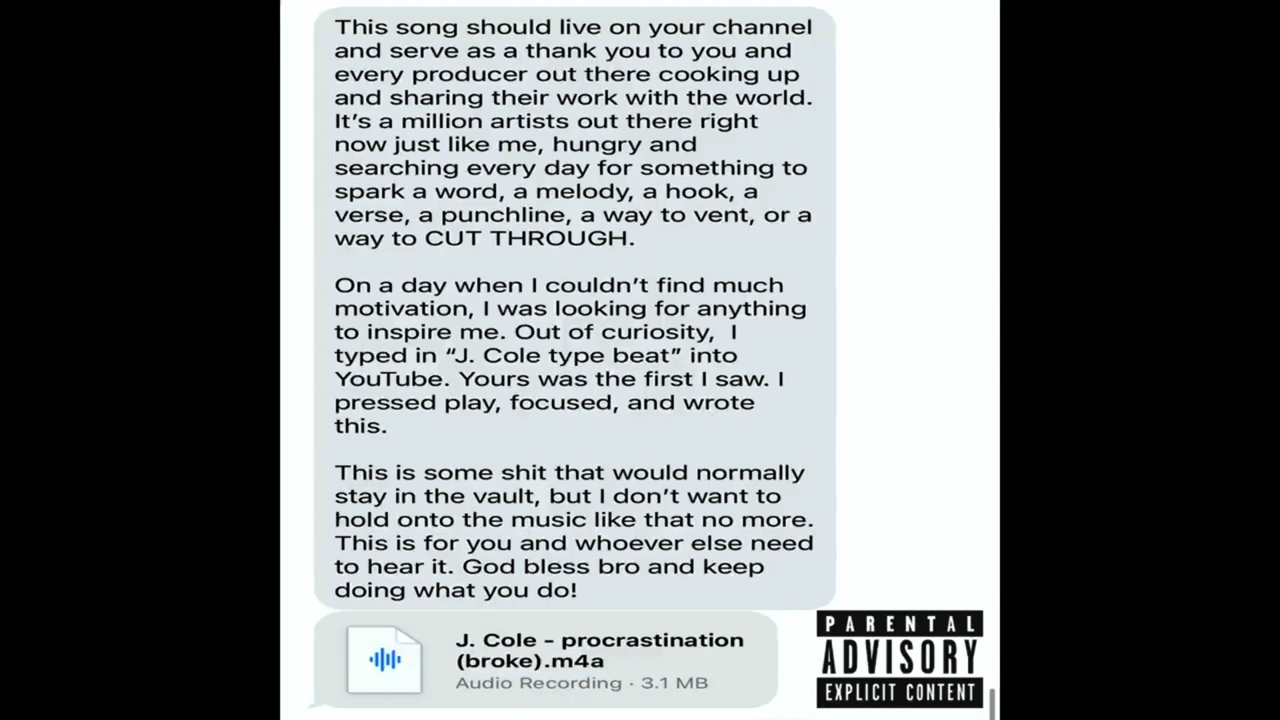 This song should live on your channel
and serve as a thank you to you and
every producer out there cooking up
and sharing their work with the world.
It’s a million artists out there right
now just like me, hungry and
searching every day for something to
spark a word, a melody, a hook, a
verse, a punchline, a way to vent, or a
way to CUT THROUGH.
On a day when I couldn’t find much
motivation, I was looking for anything
to inspire me. Out of curiosity, I
typed in “J. Cole type beat” into
YouTube. Yours was the first I saw. I
pressed play, focused, and wrote
this.
This is some shit that would normally
stay in the vault, but I don’t want to
hold onto the music like that no more.
This is for you and whoever else need
to hear it. God bless bro and keep
doing what you do!
J. Cole - procrastination
(broke).m4a
Audio Recording · 3.1 MB
PARENTAL
ADVISORY
EXPLICIT CONTENT